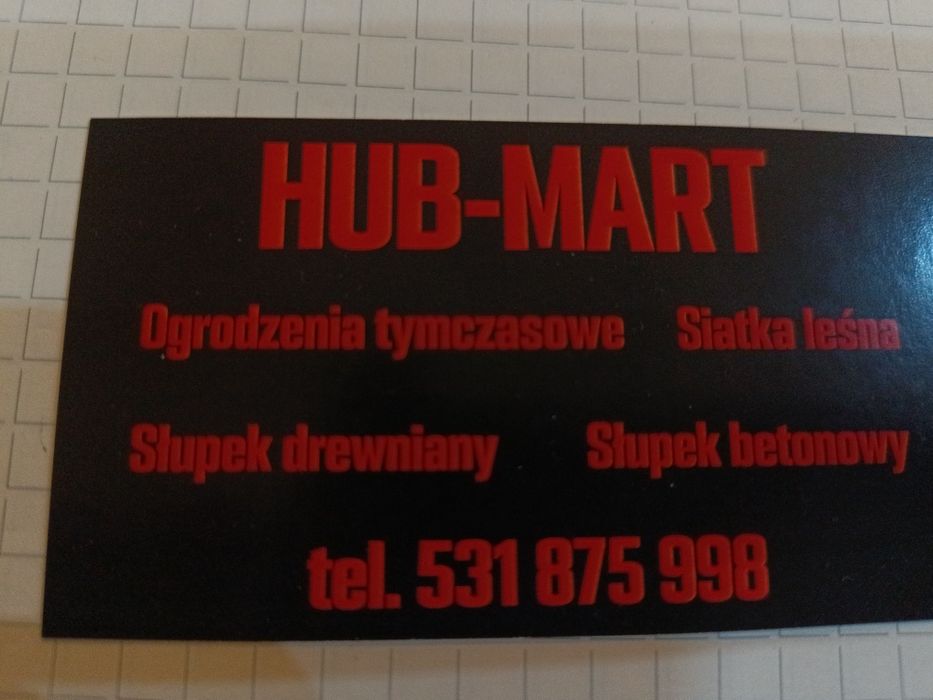 HUB-MART
Ogrodzenia tymczasowe Siatka leśna
Słupek drewniany Słupek betonowy
tel. 531 875 998